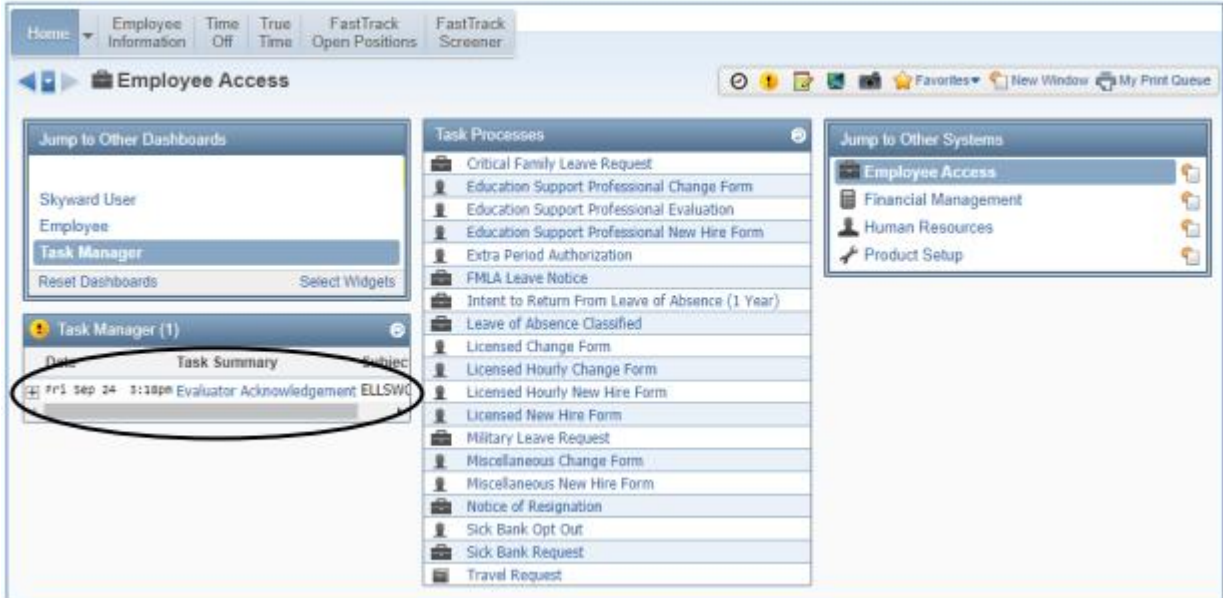 Home
Employee Information
Time Off
True Time
FastTrack Open Positions
FastTrack Screener
Employee Access
Favorites
New Window
My Print Queue
Jump to Other Dashboards
Skyward User
Employee
Task Manager
Reset Dashboards
Select Widgets
Task Manager (1)
Date Task Summary Subjec
Fri Sep 24 3:18pm Evaluator Acknowledgement ELLSWO
Task Processes
Critical Family Leave Request
Education Support Professional Change Form
Education Support Professional Evaluation
Education Support Professional New Hire Form
Extra Period Authorization
FMLA Leave Notice
Intent to Return From Leave of Absence (1 Year)
Leave of Absence Classified
Licensed Change Form
Licensed Hourly Change Form
Licensed Hourly New Hire Form
Licensed New Hire Form
Military Leave Request
Miscellaneous Change Form
Miscellaneous New Hire Form
Notice of Resignation
Sick Bank Opt Out
Sick Bank Request
Travel Request
Jump to Other Systems
Employee Access
Financial Management
Human Resources
Product Setup